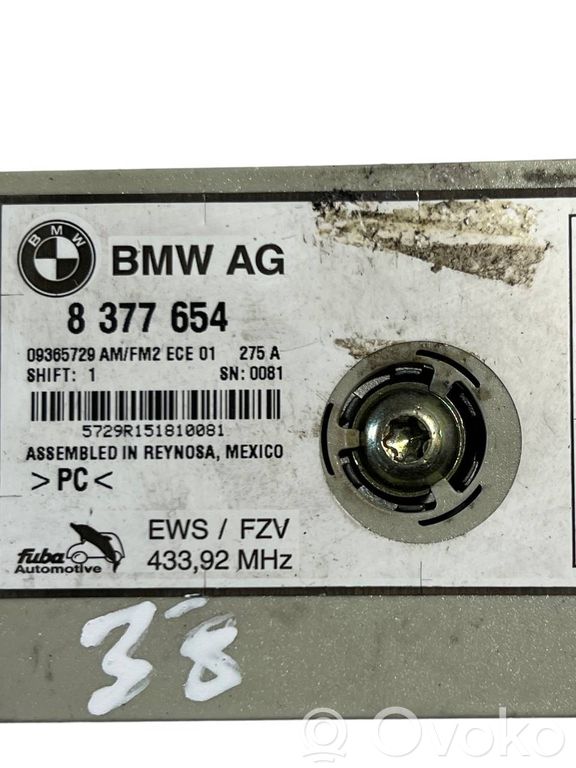 BMW
BMW AG
8 377 654
09365729 AM/FM2 ECE 01 275 A
SHIFT: 1 SN: 0081
5729R151810081
ASSEMBLED IN REYNOSA, MEXICO
>PC<
fuba
Automotive
EWS / FZV
433,92 MHz
38
Ovoko